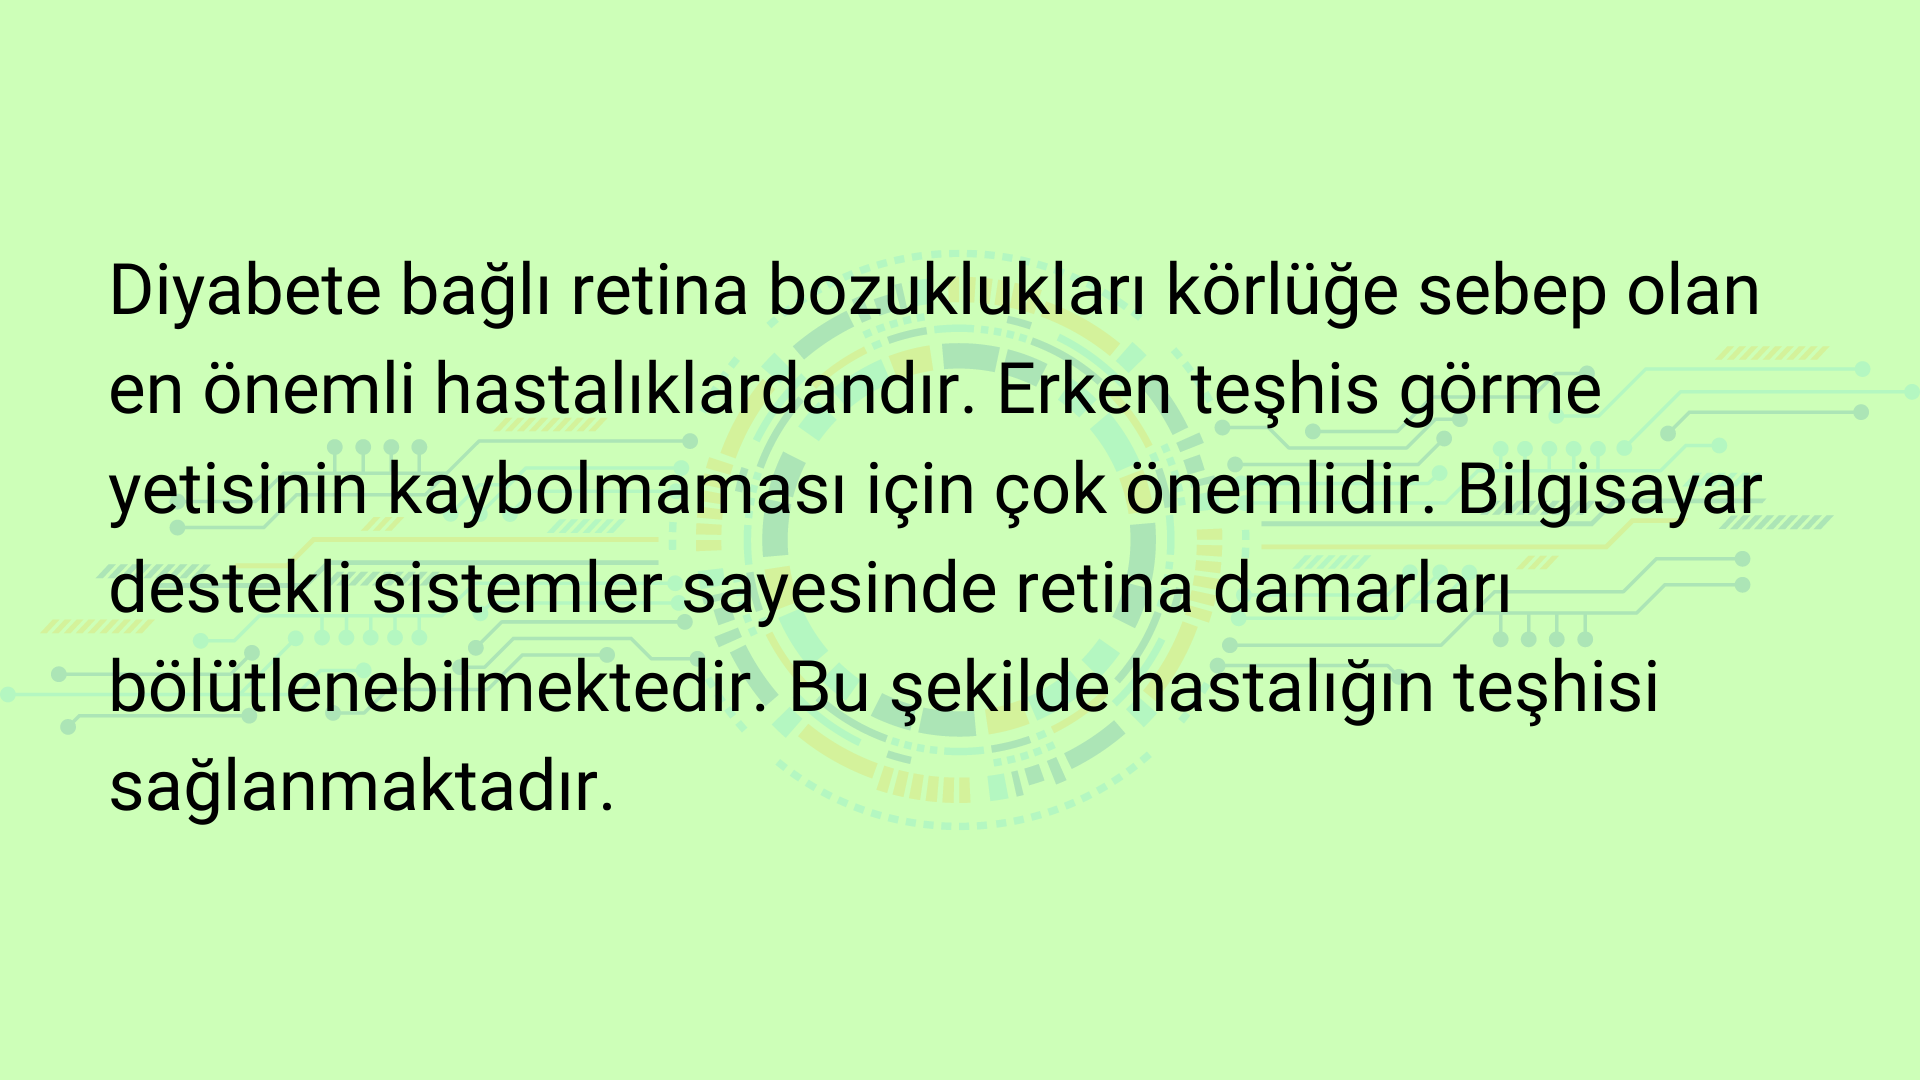 Diyabete bağlı retina bozuklukları körlüğe sebep olan
en önemli hastalıklardandır. Erken teşhis görme
yetisinin kaybolmaması için çok önemlidir. Bilgisayar
destekli sistemler sayesinde retina damarları
bölütlenebilmektedir. Bu şekilde hastalığın teşhisi
sağlanmaktadır.